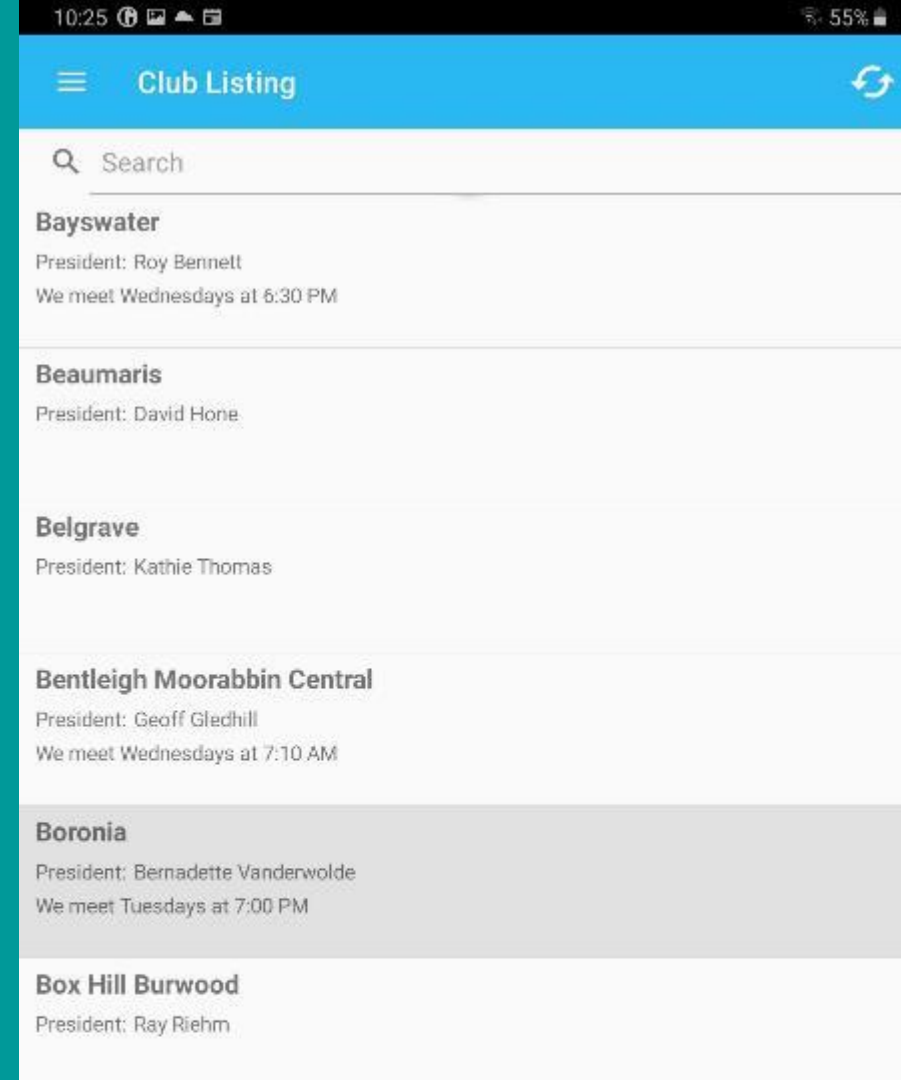 10:25 55%
Club Listing
Search
Bayswater
President: Roy Bennett
We meet Wednesdays at 6:30 PM
Beaumaris
President: David Hone
Belgrave
President: Kathie Thomas
Bentleigh Moorabbin Central
President: Geoff Gledhill
We meet Wednesdays at 7:10 AM
Boronia
President: Bernadette Vanderwolde
We meet Tuesdays at 7:00 PM
Box Hill Burwood
President: Ray Riehm